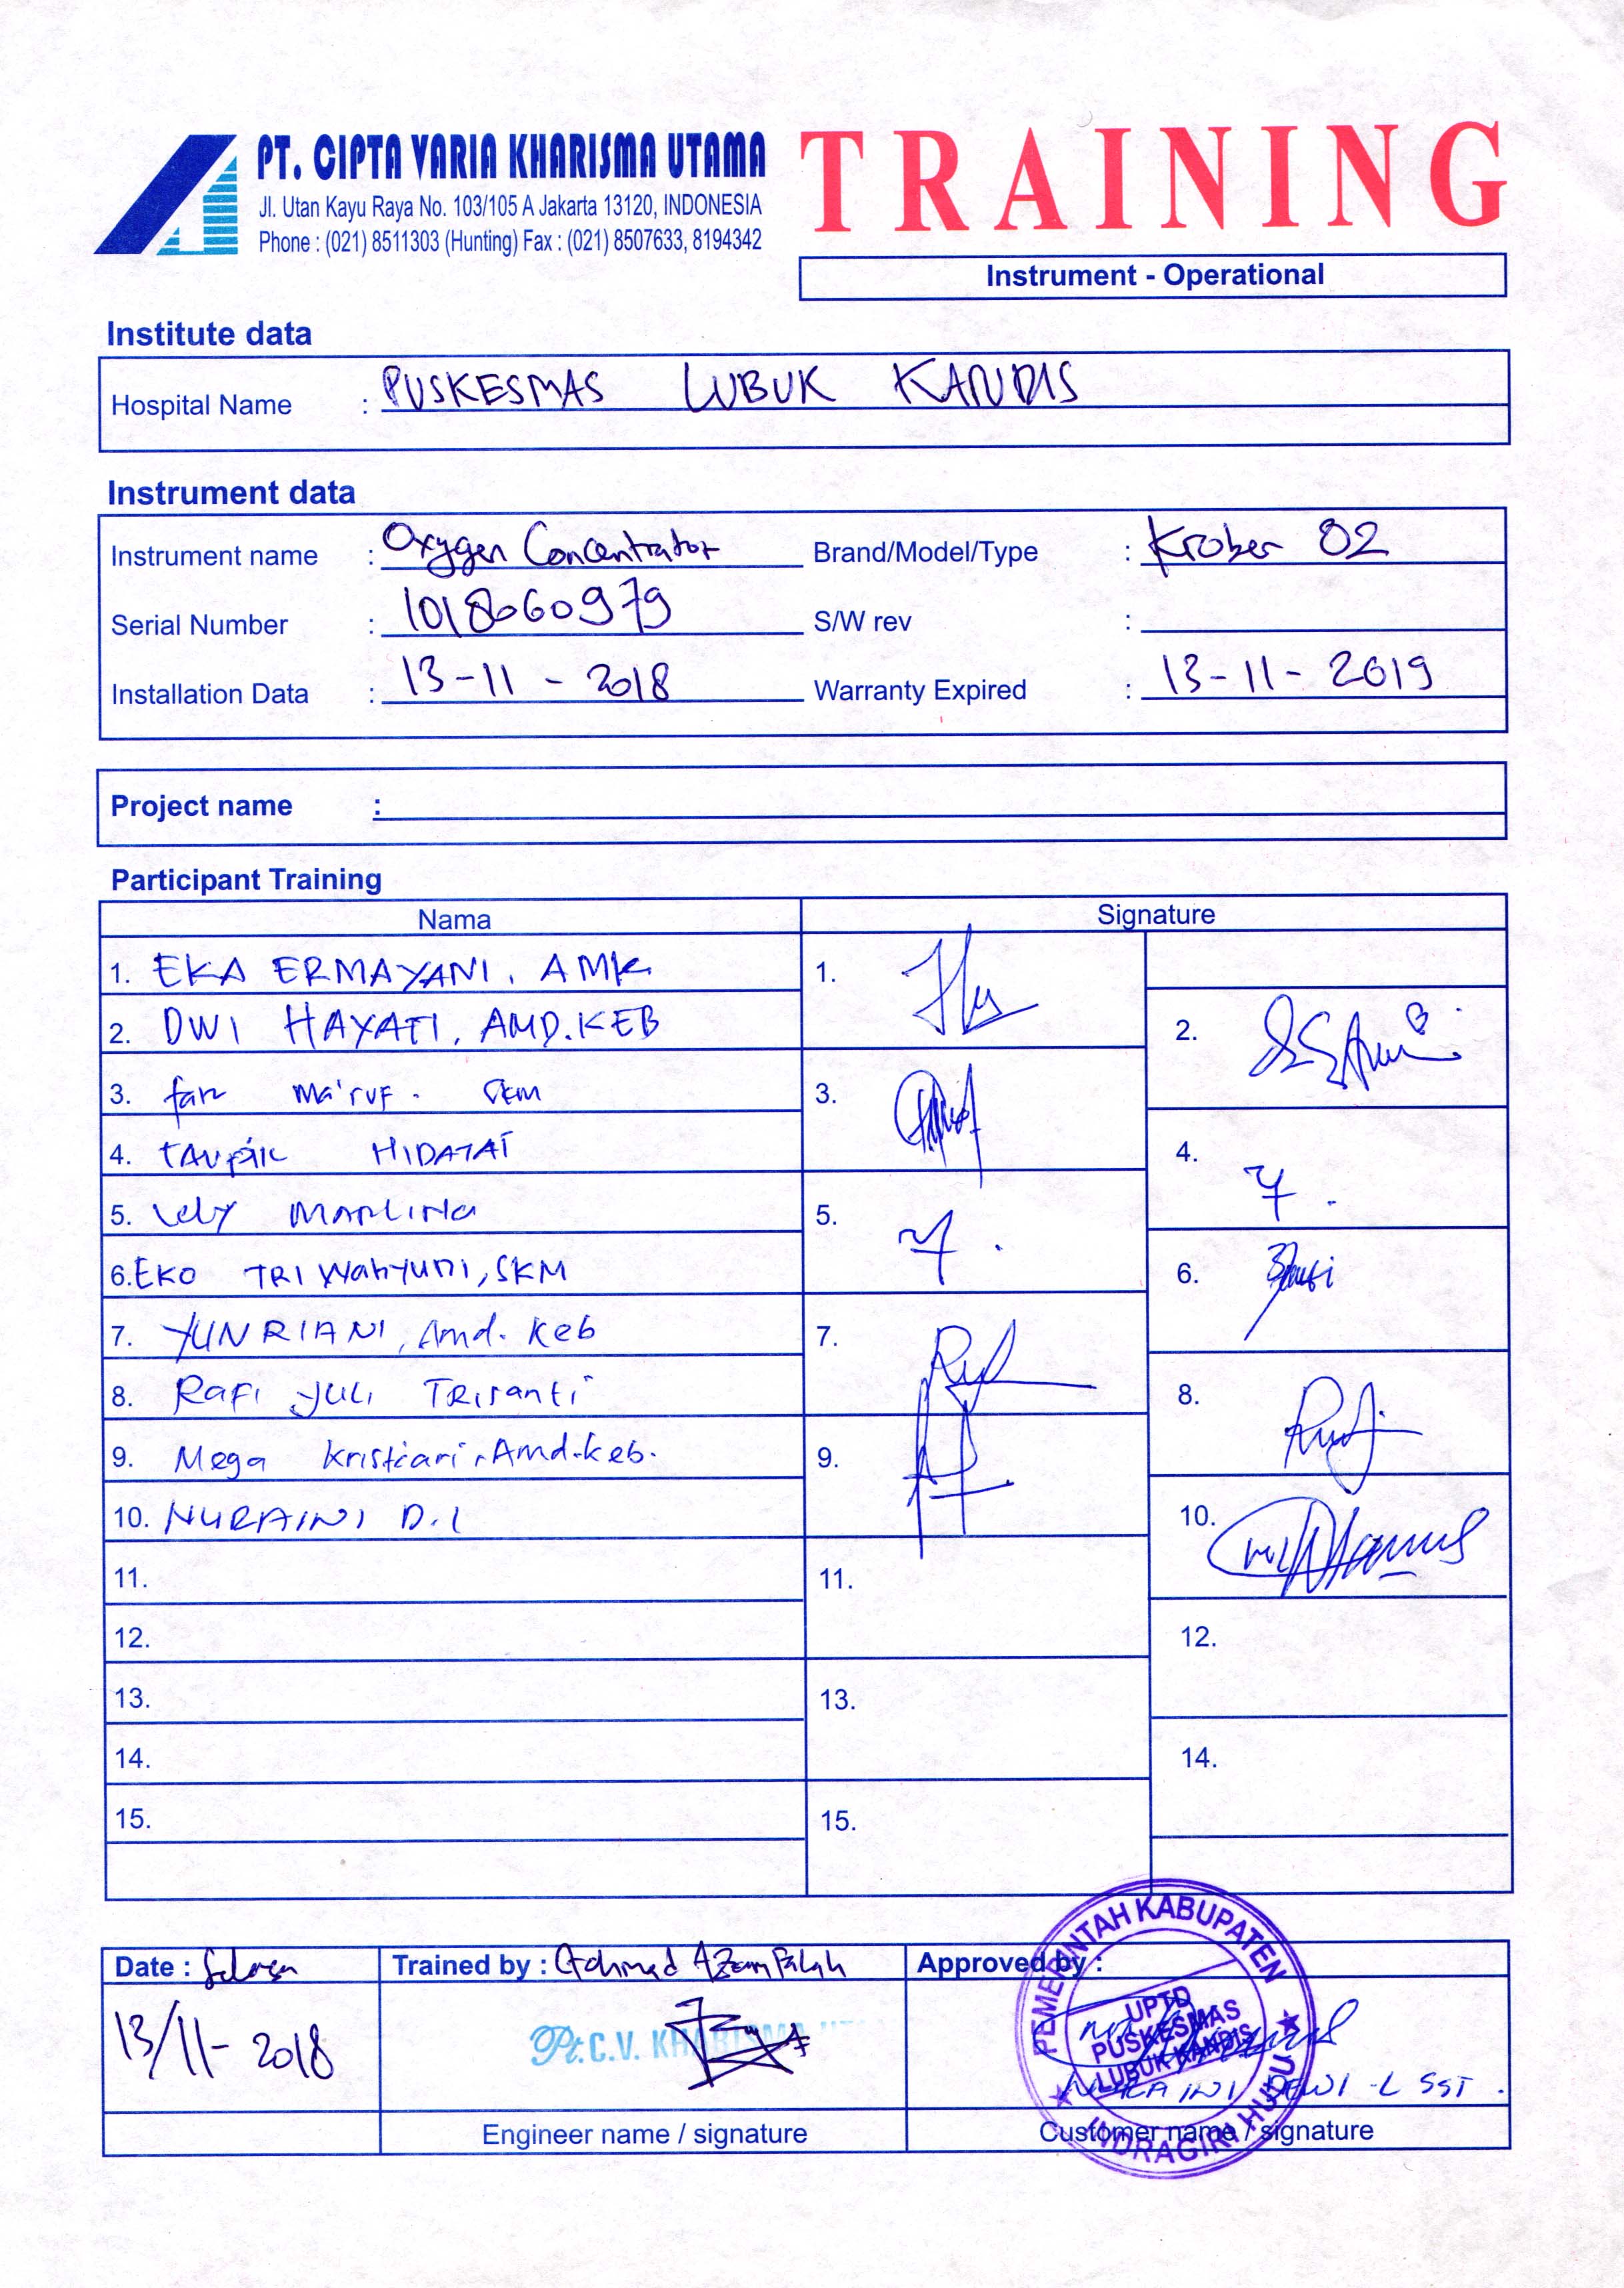 PT. CIPTA VARIA KHARISMA UTAMA
Jl. Utan Kayu Raya No. 103/105 A Jakarta 13120, INDONESIA
Phone : (021) 8511303 (Hunting) Fax : (021) 8507633, 8194342
TRAINING
Instrument - Operational
Institute data
Hospital Name : PUSKESMAS LUBUK KANDIS
Instrument data
Instrument name : Oxygen Concentrator Brand/Model/Type : Krober O2
Serial Number : 1018060979 S/W rev :
Installation Data : 13-11-2018 Warranty Expired : 13-11-2019
Project name :
Participant Training
Nama Signature
1. EKA ERMAYANI, AMK 1.
2. DWI HAYATI, AMD.KEB 2.
3. Ma'ruf. SKM 3.
4. TAUFIK HIDAYAT 4.
5. MARLINA 5.
6. EKO TRI WAHYUNI, SKM 6.
7. YUNRIANI, Amd. Keb 7.
8. Rafi Yuli Trisanti 8.
9. Mega Kristiari, Amd.Keb. 9.
10. NURAINI D.L 10.
11. 11.
12. 12.
13. 13.
14. 14.
15. 15.
Date : Selasa Trained by : Achmad Azam Falah Approved by :
13/11-2018
Pt. C.V. KHARISMA UT
PEMERINTAH KABUPATEN
UPTD
PUSKESMAS
LUBUK KANDIS
INDRAGIRI HULU
NURAINI DEWI .L SST.
Engineer name / signature Customer name / signature